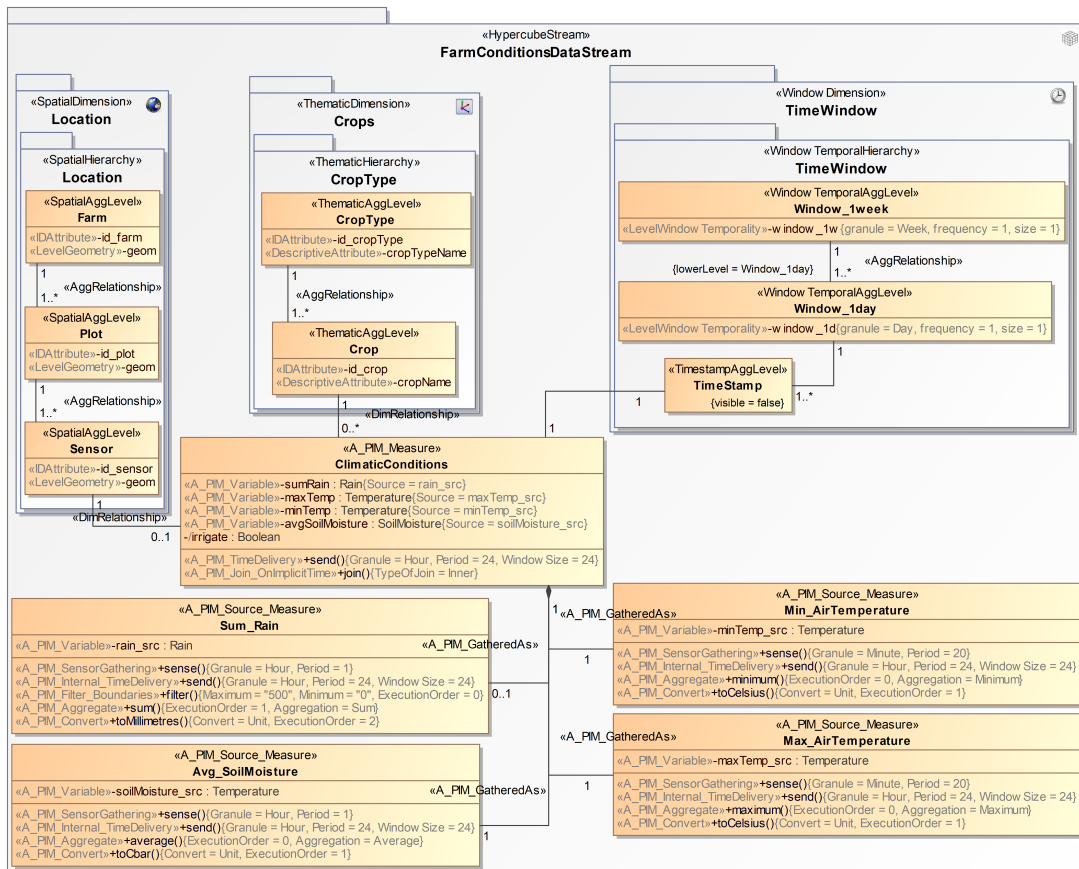 «HypercubeStream»
FarmConditionsDataStream
«SpatialDimension»
Location
«SpatialHierarchy»
Location
«SpatialAggLevel»
Farm
«IDAttribute»-id_farm
«LevelGeometry»-geom
1
«AggRelationship»
1..*
«SpatialAggLevel»
Plot
«IDAttribute»-id_plot
«LevelGeometry»-geom
1
«AggRelationship»
1..*
«SpatialAggLevel»
Sensor
«IDAttribute»-id_sensor
«LevelGeometry»-geom
1
«DimRelationship»
0..1
«ThematicDimension»
Crops
«ThematicHierarchy»
CropType
«ThematicAggLevel»
CropType
«IDAttribute»-id_cropType
«DescriptiveAttribute»-cropTypeName
1
«AggRelationship»
1..*
«ThematicAggLevel»
Crop
«IDAttribute»-id_crop
«DescriptiveAttribute»-cropName
1
«DimRelationship»
0..*
«Window Dimension»
TimeWindow
«Window TemporalHierarchy»
TimeWindow
«Window TemporalAggLevel»
Window_1week
«LevelWindow Temporality»-w indow _1w {granule = Week, frequency = 1, size = 1}
1
{lowerLevel = Window_1day}
«AggRelationship»
1..*
«Window TemporalAggLevel»
Window_1day
«LevelWindow Temporality»-w indow _1d{granule = Day, frequency = 1, size = 1}
1
«TimestampAggLevel»
TimeStamp
{visible = false}
1..*
1
1
«A_PIM_Measure»
ClimaticConditions
«A_PIM_Variable»-sumRain : Rain{Source = rain_src}
«A_PIM_Variable»-maxTemp : Temperature{Source = maxTemp_src}
«A_PIM_Variable»-minTemp : Temperature{Source = minTemp_src}
«A_PIM_Variable»-avgSoilMoisture : SoilMoisture{Source = soilMoisture_src}
-/irrigate : Boolean
«A_PIM_TimeDelivery»+send(){Granule = Hour, Period = 24, Window Size = 24}
«A_PIM_Join_OnImplicitTime»+join(){TypeOfJoin = Inner}
1
«A_PIM_Source_Measure»
Sum_Rain
«A_PIM_Variable»-rain_src : Rain
«A_PIM_SensorGathering»+sense(){Granule = Hour, Period = 1}
«A_PIM_Internal_TimeDelivery»+send(){Granule = Hour, Period = 24, Window Size = 24}
«A_PIM_Filter_Boundaries»+filter(){Maximum = "500", Minimum = "0", ExecutionOrder = 0}
«A_PIM_Aggregate»+sum(){ExecutionOrder = 1, Aggregation = Sum}
«A_PIM_Convert»+toMillimetres(){Convert = Unit, ExecutionOrder = 2}
«A_PIM_GatheredAs»
0..1
«A_PIM_GatheredAs»
1
«A_PIM_Source_Measure»
Min_AirTemperature
«A_PIM_Variable»-minTemp_src : Temperature
«A_PIM_SensorGathering»+sense(){Granule = Minute, Period = 20}
«A_PIM_Internal_TimeDelivery»+send(){Granule = Hour, Period = 24, Window Size = 24}
«A_PIM_Aggregate»+minimum(){ExecutionOrder = 0, Aggregation = Minimum}
«A_PIM_Convert»+toCelsius(){Convert = Unit, ExecutionOrder = 1}
«A_PIM_Source_Measure»
Avg_SoilMoisture
«A_PIM_Variable»-soilMoisture_src : Temperature
«A_PIM_SensorGathering»+sense(){Granule = Hour, Period = 1}
«A_PIM_Internal_TimeDelivery»+send(){Granule = Hour, Period = 24, Window Size = 24}
«A_PIM_Aggregate»+average(){ExecutionOrder = 0, Aggregation = Average}
«A_PIM_Convert»+toCbar(){Convert = Unit, ExecutionOrder = 1}
«A_PIM_GatheredAs»
1
«A_PIM_GatheredAs»
1
«A_PIM_Source_Measure»
Max_AirTemperature
«A_PIM_Variable»-maxTemp_src : Temperature
«A_PIM_SensorGathering»+sense(){Granule = Minute, Period = 20}
«A_PIM_Internal_TimeDelivery»+send(){Granule = Hour, Period = 24, Window Size = 24}
«A_PIM_Aggregate»+maximum(){ExecutionOrder = 0, Aggregation = Maximum}
«A_PIM_Convert»+toCelsius(){Convert = Unit, ExecutionOrder = 1}